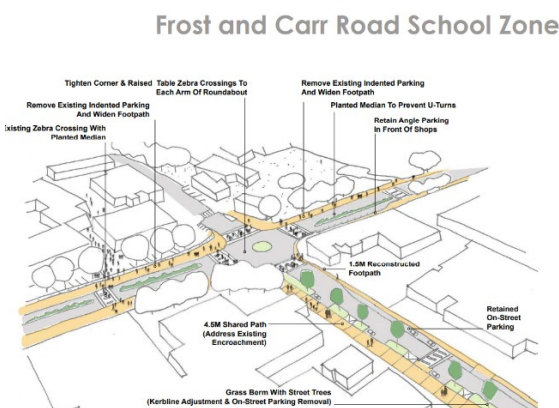 Frost and Carr Road School Zone
Tighten Corner & Raised Table Zebra Crossings To
Each Arm Of Roundabout
Remove Existing Indented Parking
And Widen Footpath
Remove Existing Indented Parking
And Widen Footpath
Planted Median To Prevent U-Turns
Existing Zebra Crossing With
Planted Median
Retain Angle Parking
In Front Of Shops
1.5M Reconstructed
Footpath
4.5M Shared Path
(Address Existing
Encroachment)
Retained
On-Street
Parking
Grass Berm With Street Trees
(Kerbline Adjustment & On-Street Parking Removal)